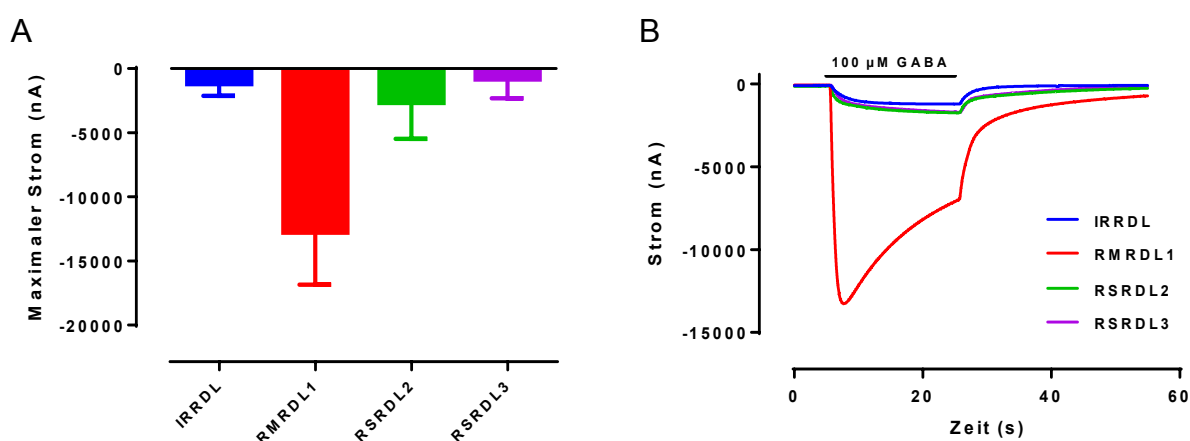 A
Maximaler Strom (nA)
0
-5000
-10000
-15000
-20000
IRRDL
RMRDL1
RSRDL2
RSRDL3
B
100 µM GABA
Strom (nA)
0
-5000
-10000
-15000
IRRDL
RMRDL1
RSRDL2
RSRDL3
0 20 40 60
Zeit (s)